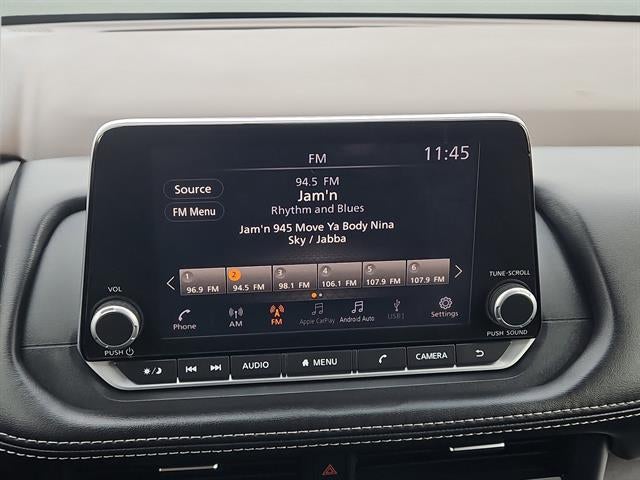 FM
11:45
94.5 FM
Source
Jam'n
FM Menu
Rhythm and Blues
Jam'n 945 Move Ya Body Nina
Sky / Jabba
1 2 3 4 5 6
96.9 FM 94.5 FM 98.1 FM 106.1 FM 107.9 FM 107.9 FM
VOL
TUNE·SCROLL
Phone AM FM Apple CarPlay Android Auto USB1 Settings
PUSH
PUSH SOUND
AUDIO MENU CAMERA